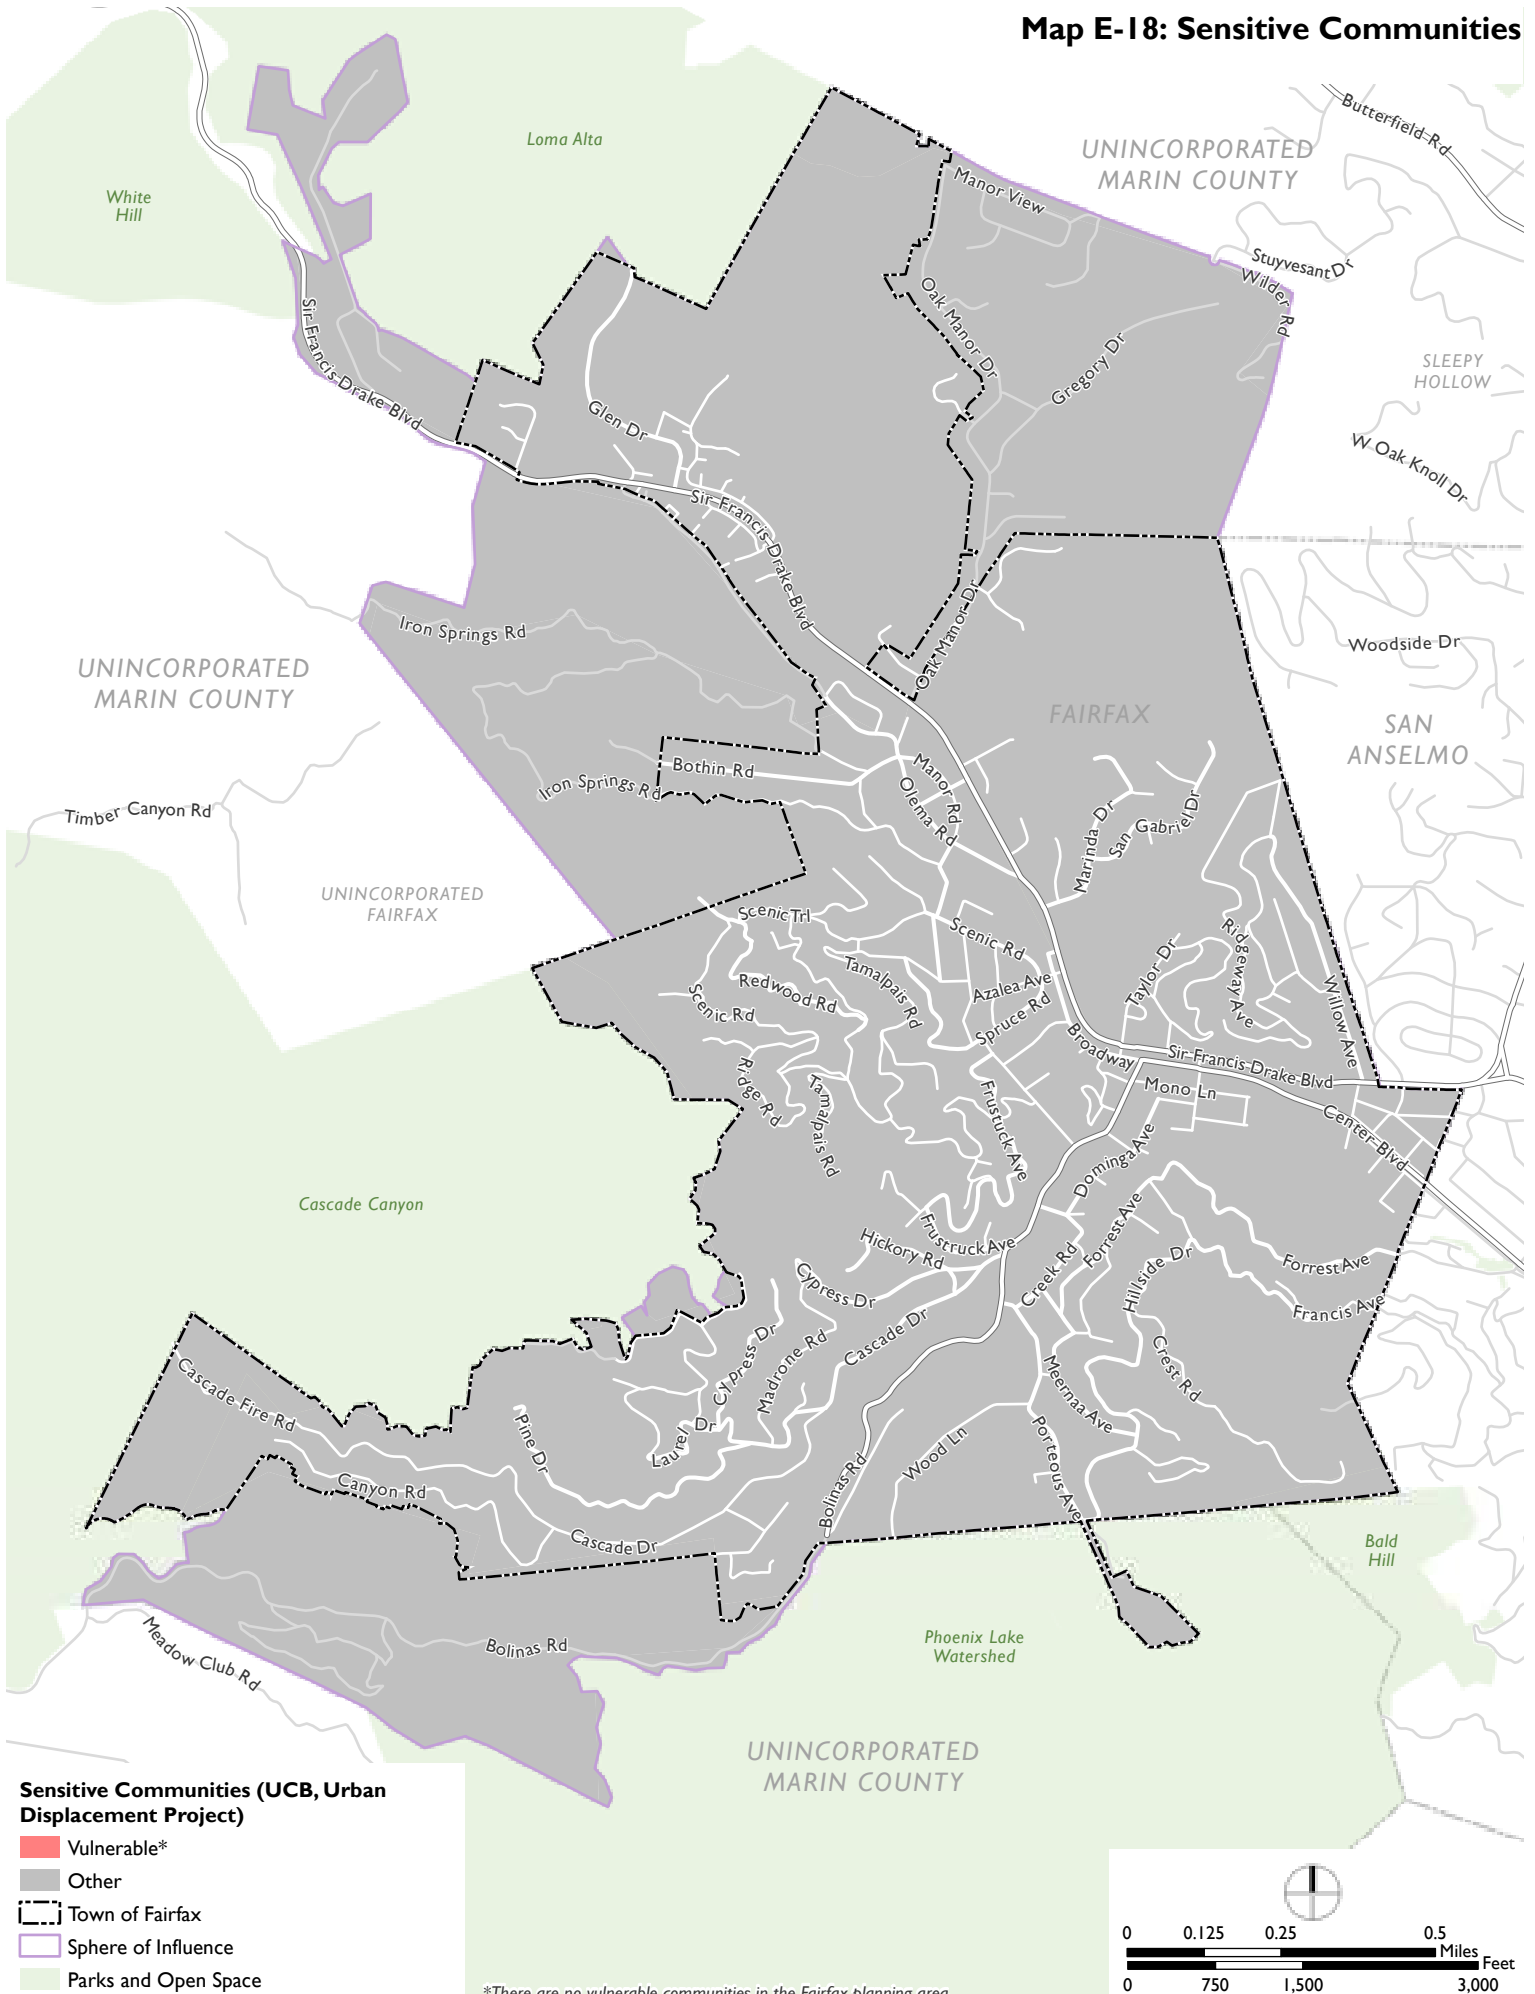 Map E-18: Sensitive Communities
Butterfield Rd
UNINCORPORATED
MARIN COUNTY
Loma Alta
White
Hill
Manor View
Stuyvesant Dr
Wilder Rd
Sir Francis Drake Blvd
Oak Manor Dr
Gregory Dr
SLEEPY
HOLLOW
Glen Dr
W Oak Knoll Dr
Sir Francis Drake Blvd
Iron Springs Rd
Oak Manor Dr
Woodside Dr
UNINCORPORATED
MARIN COUNTY
FAIRFAX
SAN
ANSELMO
Bothin Rd
Iron Springs Rd
Manor Rd
Olema Rd
Timber Canyon Rd
Marinda Dr
San Gabriel Dr
UNINCORPORATED
FAIRFAX
Scenic Trl
Scenic Rd
Ridgeway Ave
Taylor Dr
Tamalpais Rd
Redwood Rd
Azalea Ave
Scenic Rd
Spruce Rd
Willow Ave
Broadway
Sir Francis Drake Blvd
Ridge Rd
Tamalpais Rd
Frustuck Ave
Mono Ln
Center Blvd
Dominga Ave
Cascade Canyon
Forrest Ave
Frustruck Ave
Hickory Rd
Creek Rd
Hillside Dr
Forrest Ave
Cypress Dr
Francis Ave
Cascade Dr
Cypress Dr
Madrone Rd
Crest Rd
Meernaa Ave
Cascade Fire Rd
Pine Dr
Laurel Dr
Wood Ln
Porteous Ave
Canyon Rd
Bolinas Rd
Cascade Dr
Bald
Hill
Meadow Club Rd
Bolinas Rd
Phoenix Lake
Watershed
UNINCORPORATED
MARIN COUNTY
Sensitive Communities (UCB, Urban
Displacement Project)
Vulnerable*
Other
Town of Fairfax
Sphere of Influence
Parks and Open Space
*There are no vulnerable communities in the Fairfax planning area
0 0.125 0.25 0.5
Miles
Feet
0 750 1,500 3,000